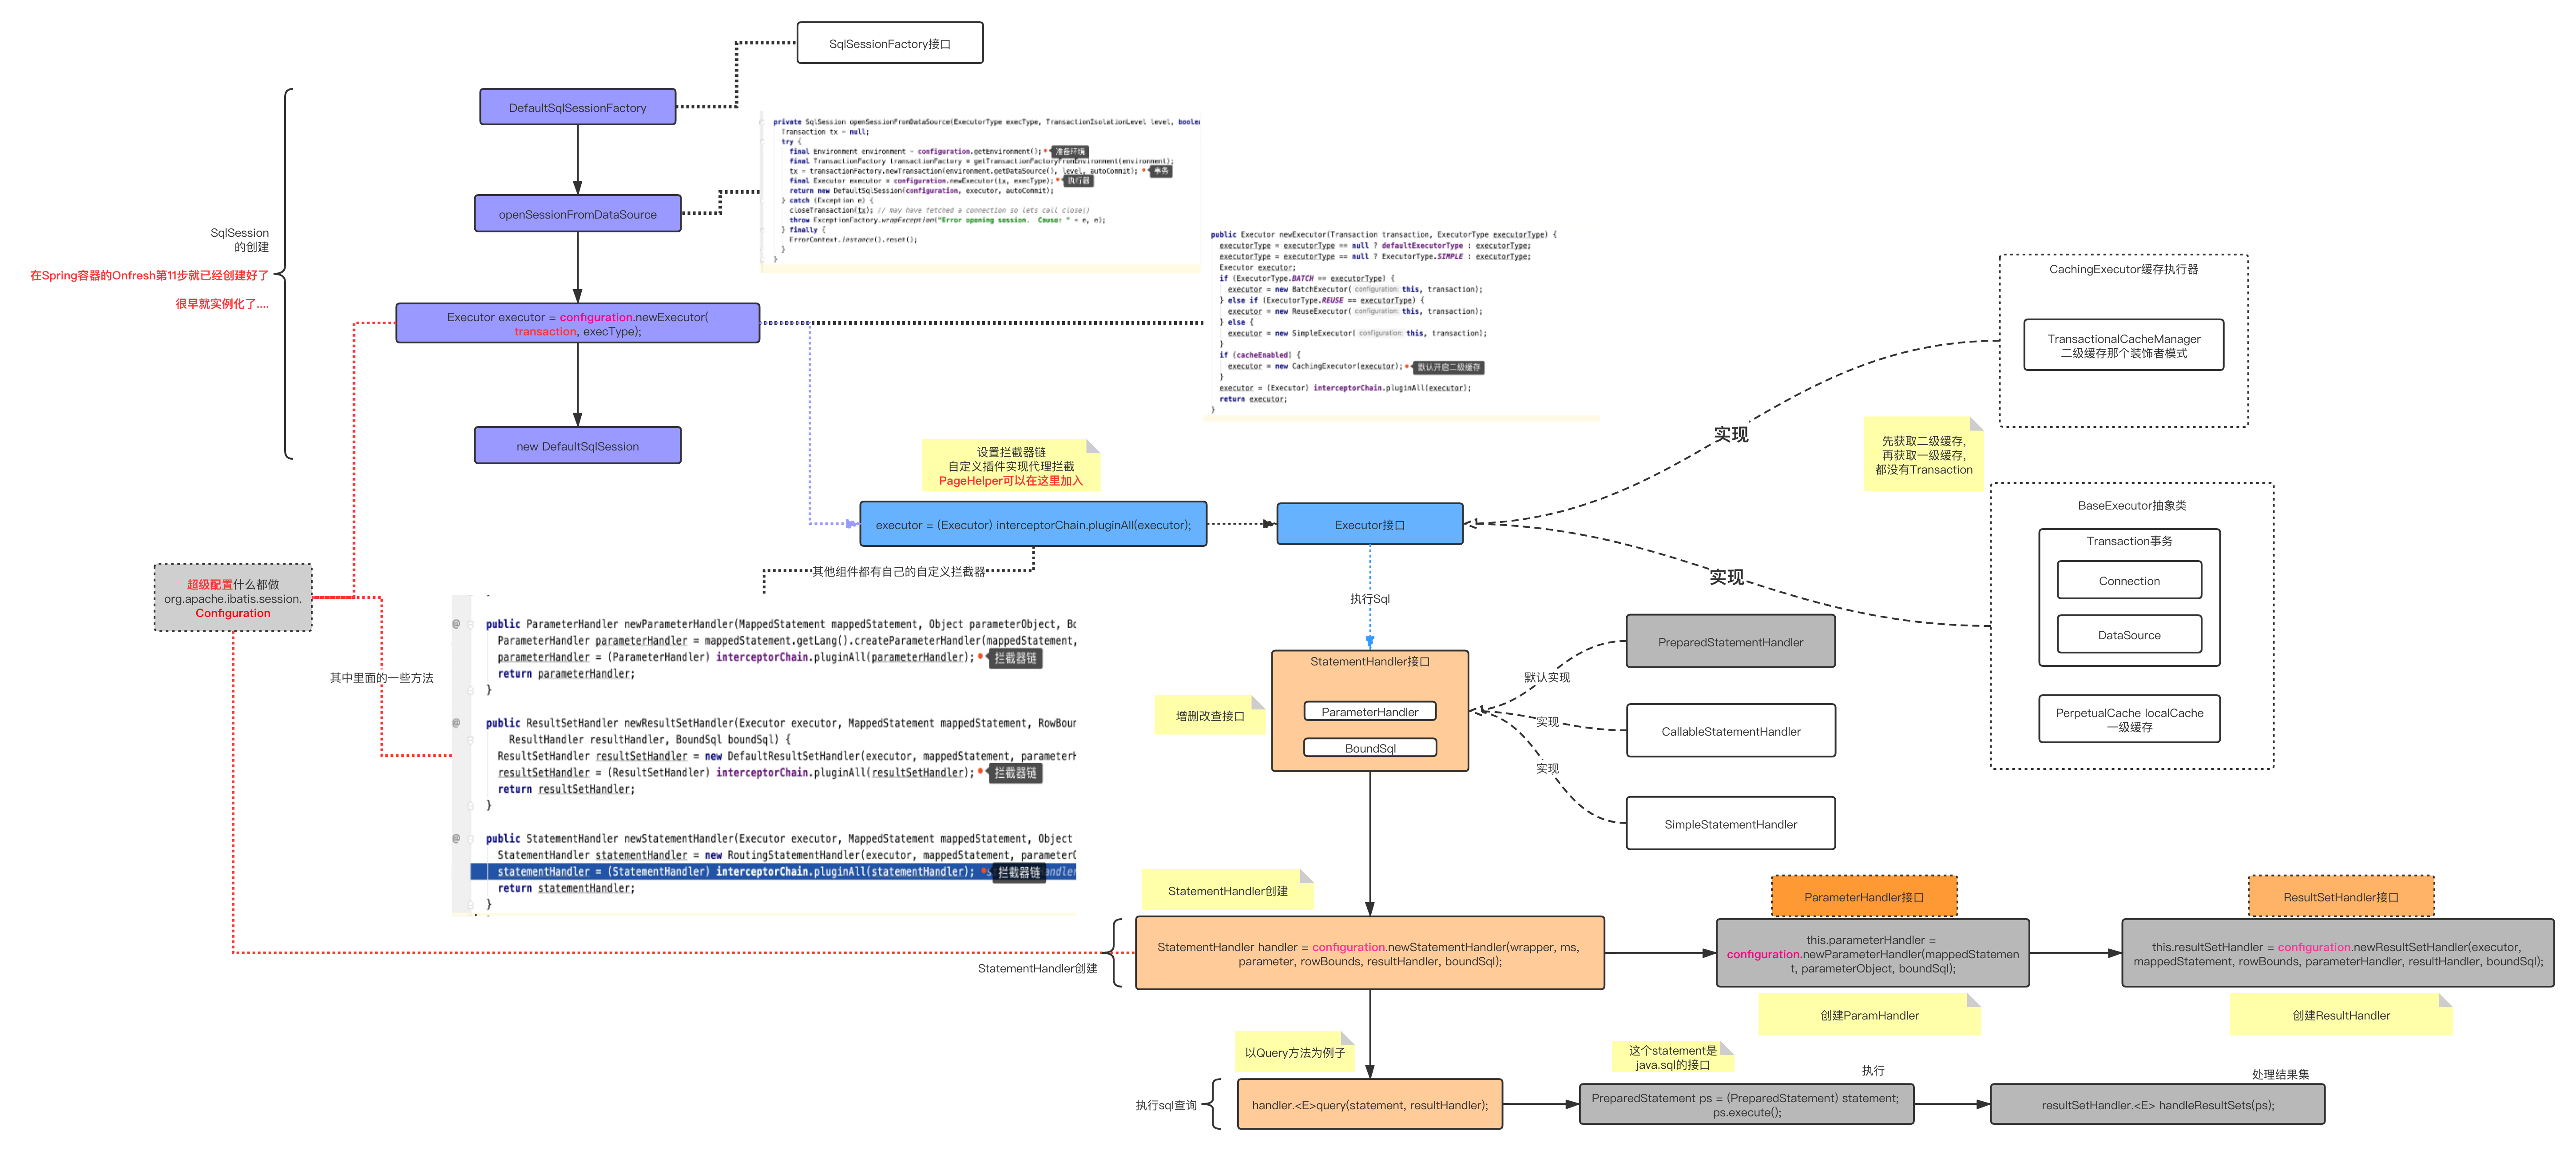 SqlSessionFactory接口
DefaultSqlSessionFactory
openSessionFromDataSource
SqlSession
的创建
在Spring容器的Onfresh第11步就已经创建好了
很早就实例化了....
Executor executor = configuration.newExecutor(
transaction, execType);
new DefaultSqlSession
private SqlSession openSessionFromDataSource(ExecutorType execType, TransactionIsolationLevel level, boolea
Transaction tx = null;
try {
final Environment environment = configuration.getEnvironment(); 准备环境
final TransactionFactory transactionFactory = getTransactionFactoryFromEnvironment(environment);
tx = transactionFactory.newTransaction(environment.getDataSource(), level, autoCommit); 事务
final Executor executor = configuration.newExecutor(tx, execType); 执行器
return new DefaultSqlSession(configuration, executor, autoCommit);
} catch (Exception e) {
closeTransaction(tx); // may have fetched a connection so lets call close()
throw ExceptionFactory.wrapException("Error opening session.  Cause: " + e, e);
} finally {
ErrorContext.instance().reset();
}
}
public Executor newExecutor(Transaction transaction, ExecutorType executorType) {
executorType = executorType == null ? defaultExecutorType : executorType;
executorType = executorType == null ? ExecutorType.SIMPLE : executorType;
Executor executor;
if (ExecutorType.BATCH == executorType) {
executor = new BatchExecutor( configuration: this, transaction);
} else if (ExecutorType.REUSE == executorType) {
executor = new ReuseExecutor( configuration: this, transaction);
} else {
executor = new SimpleExecutor( configuration: this, transaction);
}
if (cacheEnabled) {
executor = new CachingExecutor(executor); 默认开启二级缓存
}
executor = (Executor) interceptorChain.pluginAll(executor);
return executor;
}
CachingExecutor缓存执行器
TransactionalCacheManager
二级缓存那个装饰者模式
实现
先获取二级缓存,
再获取一级缓存,
都没有Transaction
设置拦截器链
自定义插件实现代理拦截
PageHelper可以在这里加入
executor = (Executor) interceptorChain.pluginAll(executor);
Executor接口
BaseExecutor抽象类
Transaction事务
Connection
DataSource
PerpetualCache localCache
一级缓存
实现
其他组件都有自己的自定义拦截器
执行Sql
超级配置什么都做
org.apache.ibatis.session.
Configuration
其中里面的一些方法
}
@ public ParameterHandler newParameterHandler(MappedStatement mappedStatement, Object parameterObject, Bo
ParameterHandler parameterHandler = mappedStatement.getLang().createParameterHandler(mappedStatement,
parameterHandler = (ParameterHandler) interceptorChain.pluginAll(parameterHandler); 拦截器链
return parameterHandler;
}
@ public ResultSetHandler newResultSetHandler(Executor executor, MappedStatement mappedStatement, RowBoun
ResultHandler resultHandler, BoundSql boundSql) {
ResultSetHandler resultSetHandler = new DefaultResultSetHandler(executor, mappedStatement, parameterH
resultSetHandler = (ResultSetHandler) interceptorChain.pluginAll(resultSetHandler); 拦截器链
return resultSetHandler;
}
@ public StatementHandler newStatementHandler(Executor executor, MappedStatement mappedStatement, Object
StatementHandler statementHandler = new RoutingStatementHandler(executor, mappedStatement, parameterO
statementHandler = (StatementHandler) interceptorChain.pluginAll(statementHandler); 拦截器链
return statementHandler;
}
增删改查接口
StatementHandler接口
ParameterHandler
BoundSql
默认实现
实现
实现
PreparedStatementHandler
CallableStatementHandler
SimpleStatementHandler
StatementHandler创建
StatementHandler创建
StatementHandler handler = configuration.newStatementHandler(wrapper, ms,
parameter, rowBounds, resultHandler, boundSql);
ParameterHandler接口
this.parameterHandler =
configuration.newParameterHandler(mappedStatemen
t, parameterObject, boundSql);
创建ParamHandler
ResultSetHandler接口
this.resultSetHandler = configuration.newResultSetHandler(executor,
mappedStatement, rowBounds, parameterHandler, resultHandler, boundSql);
创建ResultHandler
以Query方法为例子
执行sql查询
handler.<E>query(statement, resultHandler);
这个statement是
java.sql的接口
执行
PreparedStatement ps = (PreparedStatement) statement;
ps.execute();
处理结果集
resultSetHandler.<E> handleResultSets(ps);